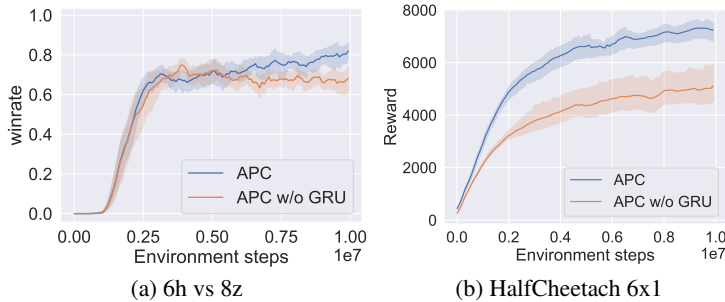 winrate
1.0
0.8
0.6
0.4
0.2
0.0
0.00 0.25 0.50 0.75 1.00
Environment steps 1e7
APC
APC w/o GRU
(a) 6h vs 8z
Reward
8000
6000
4000
2000
0
0.0 0.2 0.4 0.6 0.8 1.0
Environment steps 1e7
APC
APC w/o GRU
(b) HalfCheetach 6x1